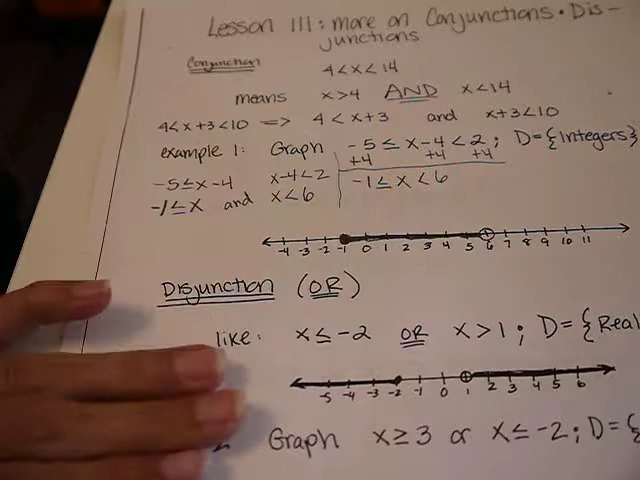 Lesson 111: more on Conjunctions • Dis-
junctions
Conjunction
4<x<14
means x>4 AND x<14
4<x+3<10 => 4<x+3 and x+3<10
example 1: Graph -5≤x-4<2; D={Integers}
+4 +4 +4
-5≤x-4 x-4<2 -1≤x<6
-1≤x and x<6
-4 -3 -2 -1 0 1 2 3 4 5 6 7 8 9 10 11
Disjunction (OR)
like: x≤-2 OR x>1; D={Real
-5 -4 -3 -2 -1 0 1 2 3 4 5 6
Graph x≥3 or x≤-2; D={